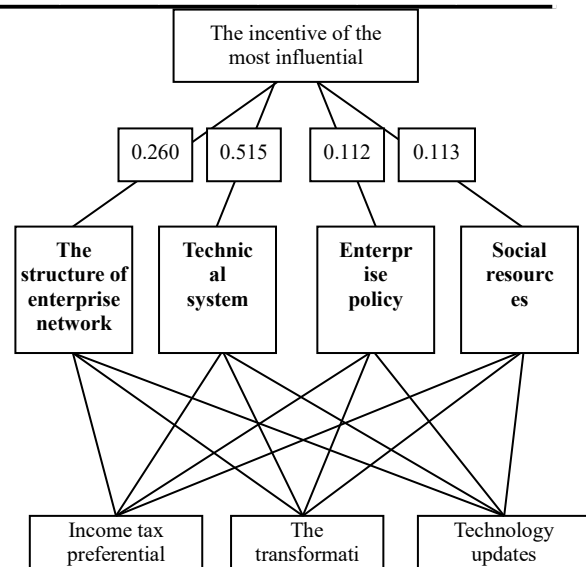 The incentive of the
most influential
0.260
0.515
0.112
0.113
The
structure of
enterprise
network
Technic
al
system
Enterpr
ise
policy
Social
resourc
es
Income tax
preferential
The
transformati
Technology
updates